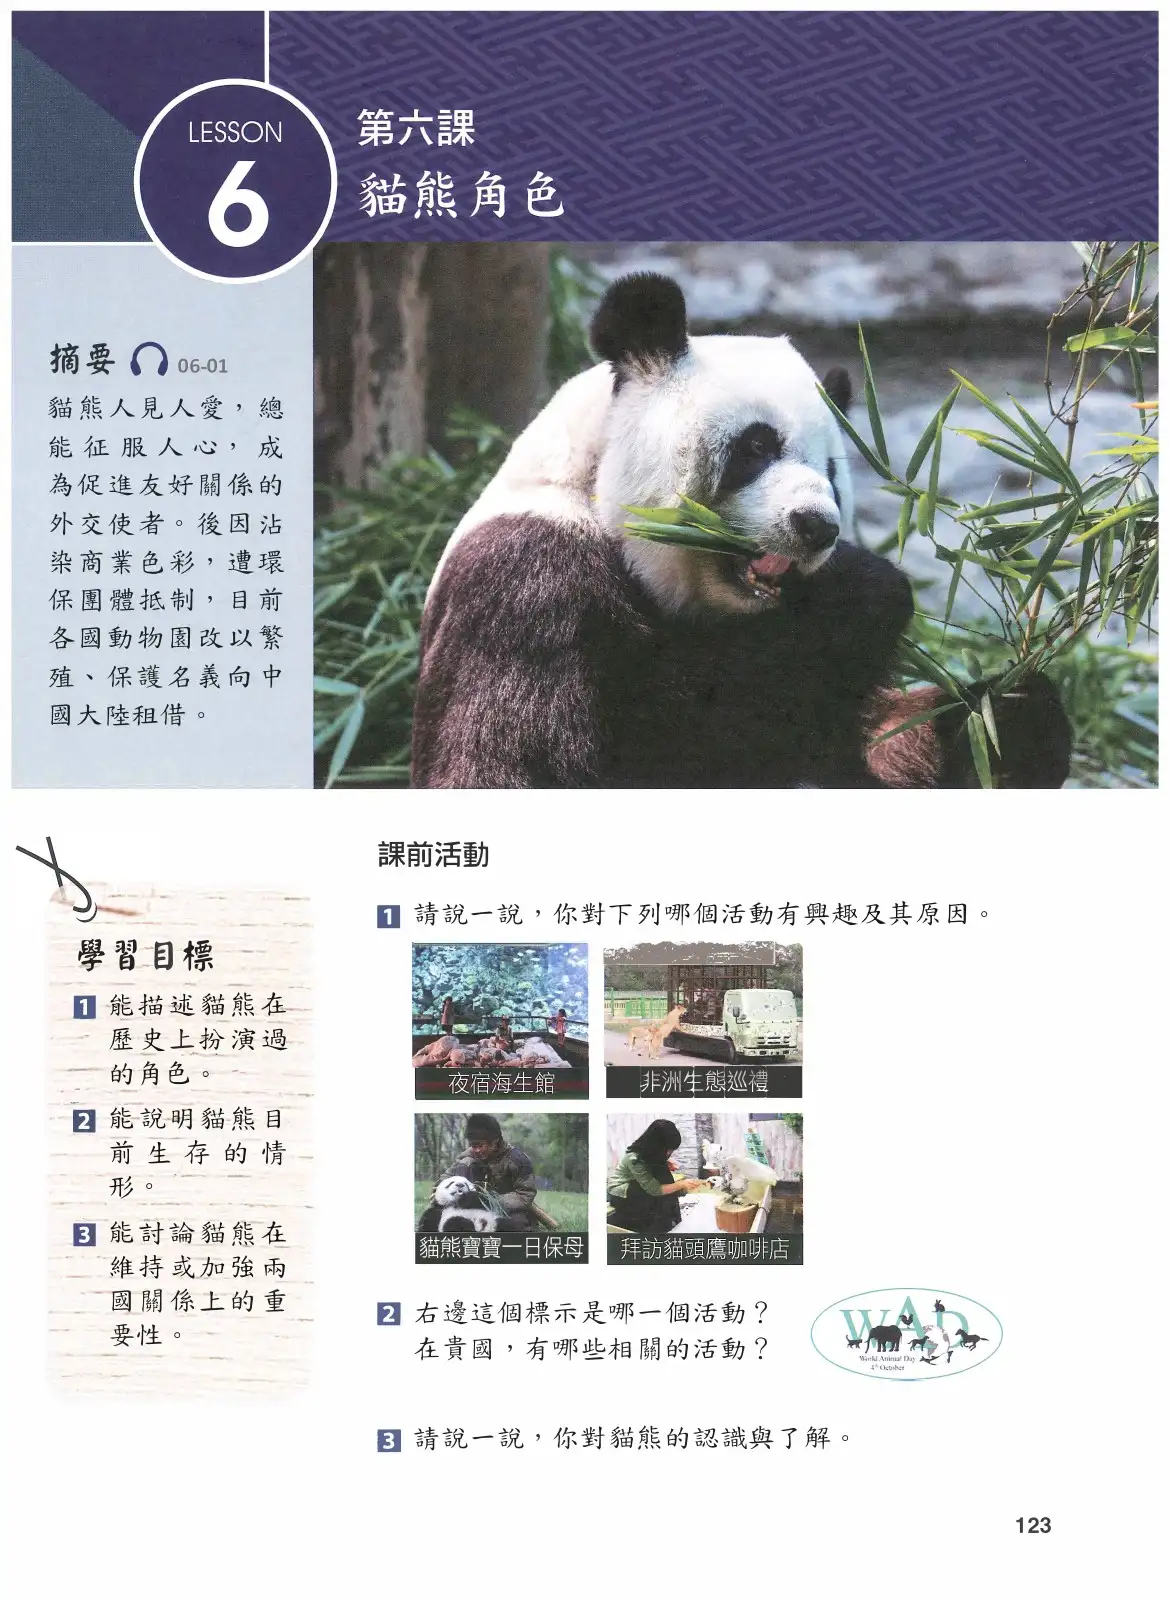 LESSON
6
第六課
貓熊角色
摘要 06-01
貓熊人見人愛，總
能征服人心，成
為促進友好關係的
外交使者。後因沾
染商業色彩，遭環
保團體抵制，目前
各國動物園改以繁
殖、保護名義向中
國大陸租借。
學習目標
1 能描述貓熊在
歷史上扮演過
的角色。
2 能說明貓熊目
前生存的情
形。
3 能討論貓熊在
維持或加強兩
國關係上的重
要性。
課前活動
1 請說一說，你對下列哪個活動有興趣及其原因。
夜宿海生館
非洲生態巡禮
貓熊寶寶一日保母
拜訪貓頭鷹咖啡店
2 右邊這個標示是哪一個活動？
在貴國，有哪些相關的活動？
WAD
World Animal Day
4th October
3 請說一說，你對貓熊的認識與了解。
123